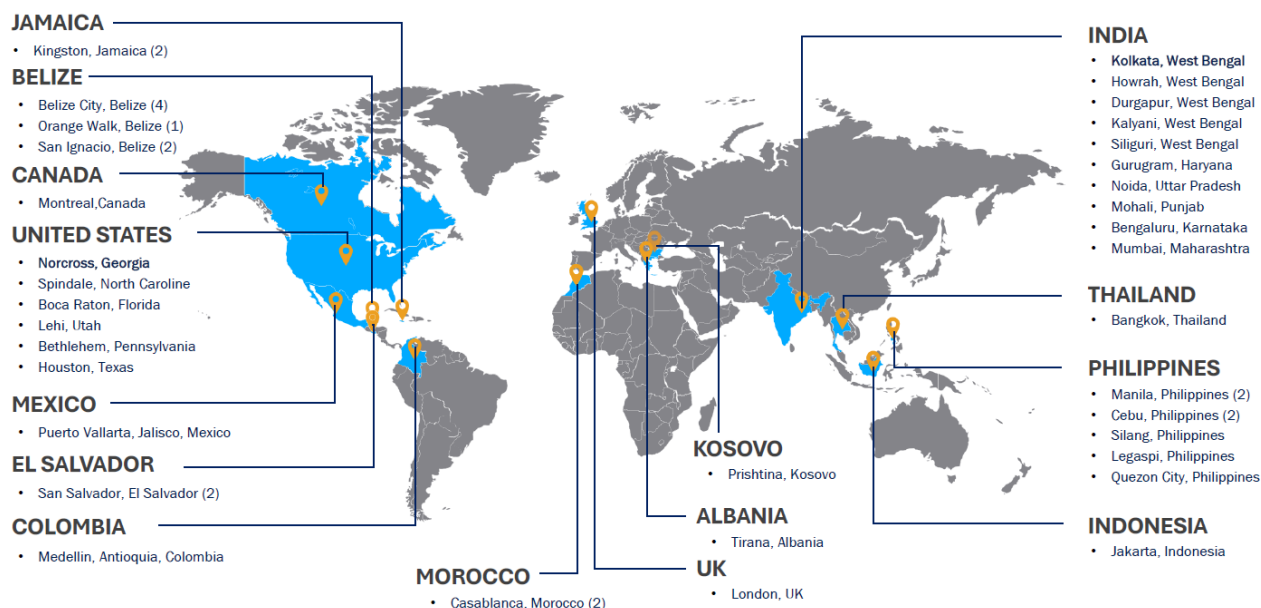 JAMAICA
• Kingston, Jamaica (2)
BELIZE
• Belize City, Belize (4)
• Orange Walk, Belize (1)
• San Ignacio, Belize (2)
CANADA
• Montreal,Canada
UNITED STATES
• Norcross, Georgia
• Spindale, North Caroline
• Boca Raton, Florida
• Lehi, Utah
• Bethlehem, Pennsylvania
• Houston, Texas
MEXICO
• Puerto Vallarta, Jalisco, Mexico
EL SALVADOR
• San Salvador, El Salvador (2)
COLOMBIA
• Medellin, Antioquia, Colombia
MOROCCO
• Casablanca, Morocco (2)
KOSOVO
• Prishtina, Kosovo
ALBANIA
• Tirana, Albania
UK
• London, UK
INDIA
• Kolkata, West Bengal
• Howrah, West Bengal
• Durgapur, West Bengal
• Kalyani, West Bengal
• Siliguri, West Bengal
• Gurugram, Haryana
• Noida, Uttar Pradesh
• Mohali, Punjab
• Bengaluru, Karnataka
• Mumbai, Maharashtra
THAILAND
• Bangkok, Thailand
PHILIPPINES
• Manila, Philippines (2)
• Cebu, Philippines (2)
• Silang, Philippines
• Legaspi, Philippines
• Quezon City, Philippines
INDONESIA
• Jakarta, Indonesia